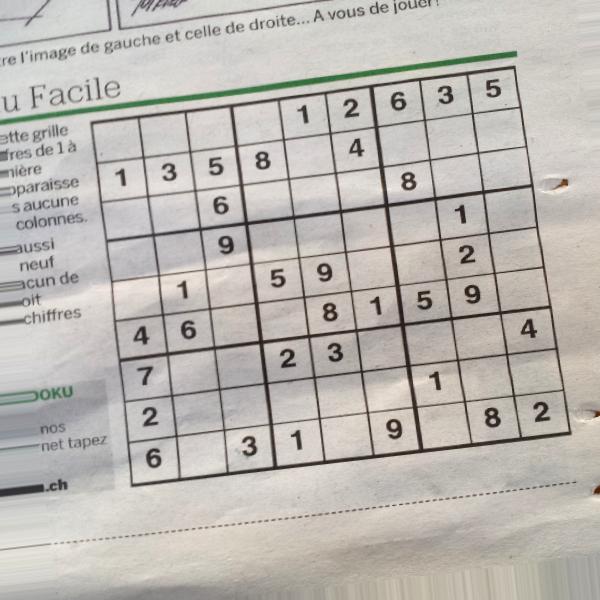 re l'image de gauche et celle de droite... A vous de jouer!
u Facile
ette grille
fres de 1 à
nière
pparaisse
s aucune
colonnes.
aussi
neuf
acun de
oit
chiffres
OKU
nos
net tapez
.ch
1 2 6 3 5
1 3 5 8 4
6 8
9 1
1 5 9 2
4 6 8 1 5 9
7 2 3 4
2 1
6 3 1 9 8 2